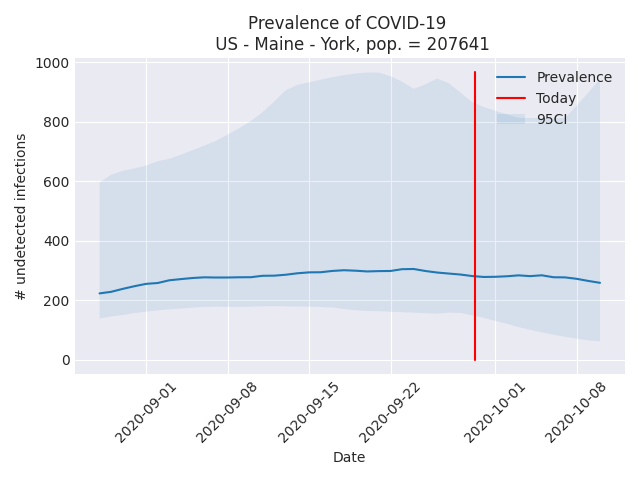 Prevalence of COVID-19
US - Maine - York, pop. = 207641
Prevalence
Today
95CI
1000
800
600
400
200
0
# undetected infections
2020-09-01
2020-09-08
2020-09-15
2020-09-22
2020-10-01
2020-10-08
Date